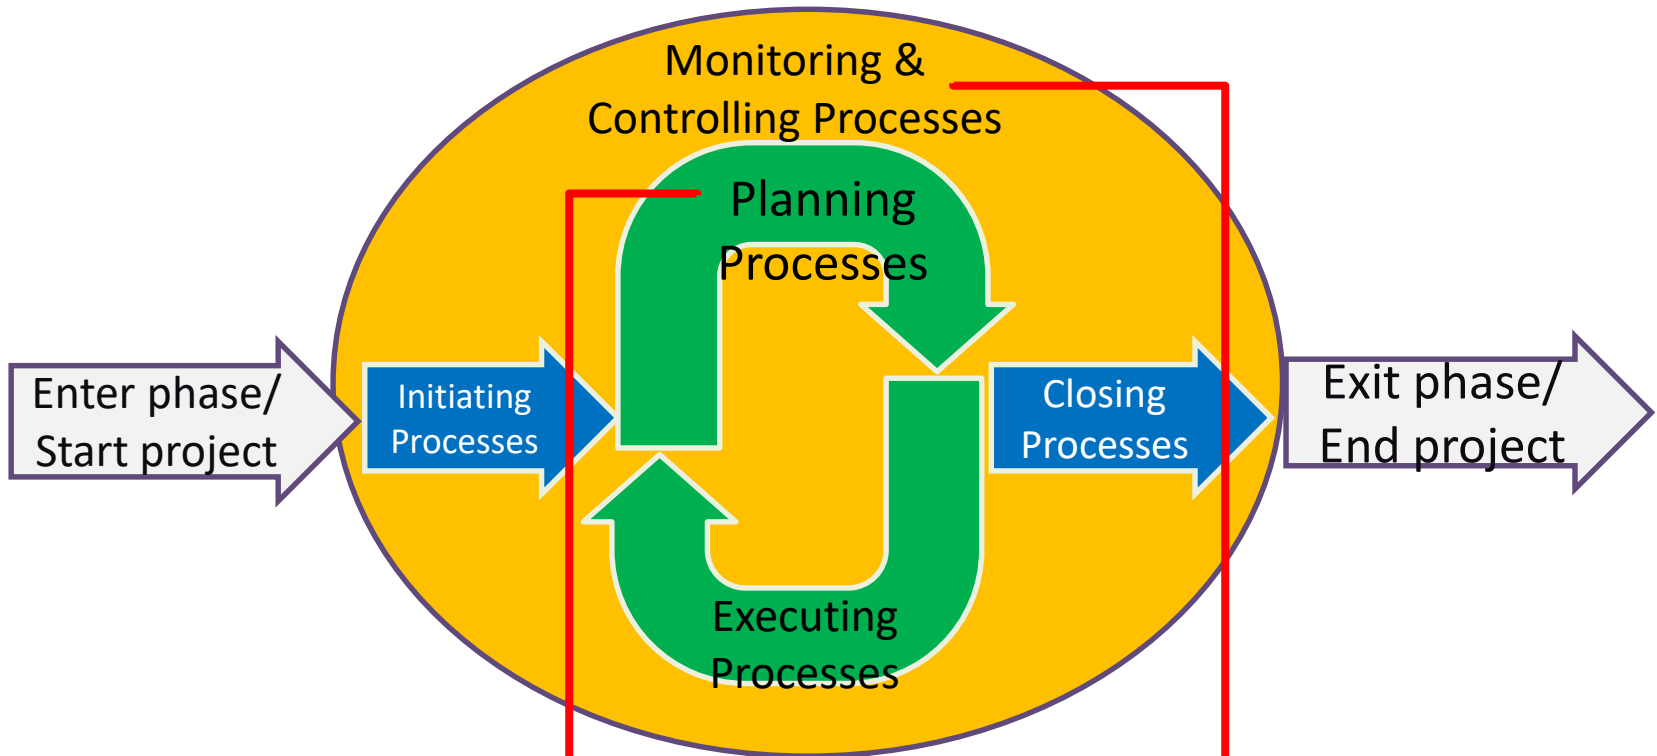 Monitoring &
Controlling Processes
Planning
Processes
Enter phase/
Start project
Initiating
Processes
Closing
Processes
Exit phase/
End project
Executing
Processes